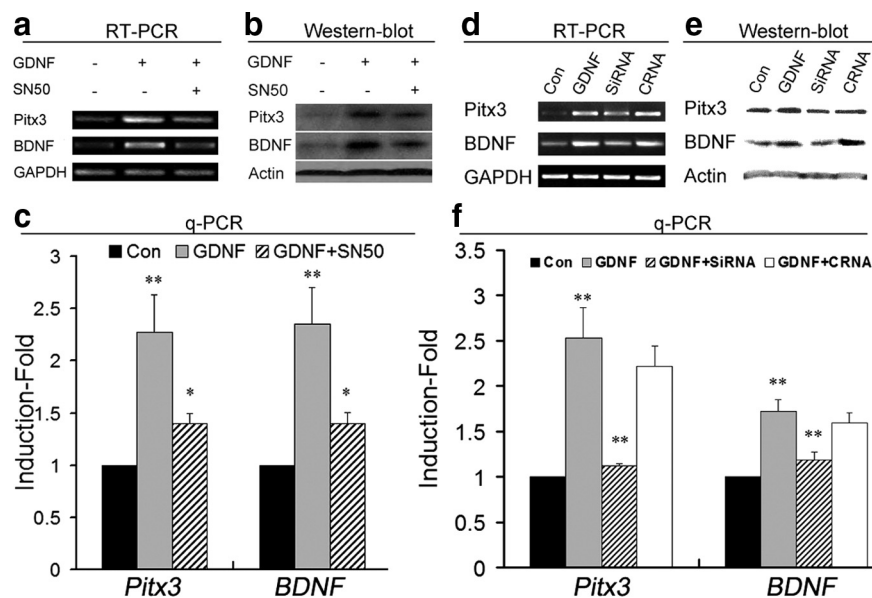 a
RT-PCR
GDNF - + +
SN50 - - +
Pitx3
BDNF
GAPDH
b
Western-blot
GDNF - + +
SN50 - - +
Pitx3
BDNF
Actin
c
q-PCR
Con GDNF GDNF+SN50
Induction-Fold
3
2.5
2
1.5
1
0.5
0
** * ** *
Pitx3 BDNF
d
RT-PCR
Con GDNF SiRNA CRNA
Pitx3
BDNF
GAPDH
e
Western-blot
Con GDNF SiRNA CRNA
Pitx3
BDNF
Actin
f
q-PCR
Con GDNF GDNF+SiRNA GDNF+CRNA
Induction-Fold
3.5
3
2.5
2
1.5
1
0.5
0
** ** ** **
Pitx3 BDNF